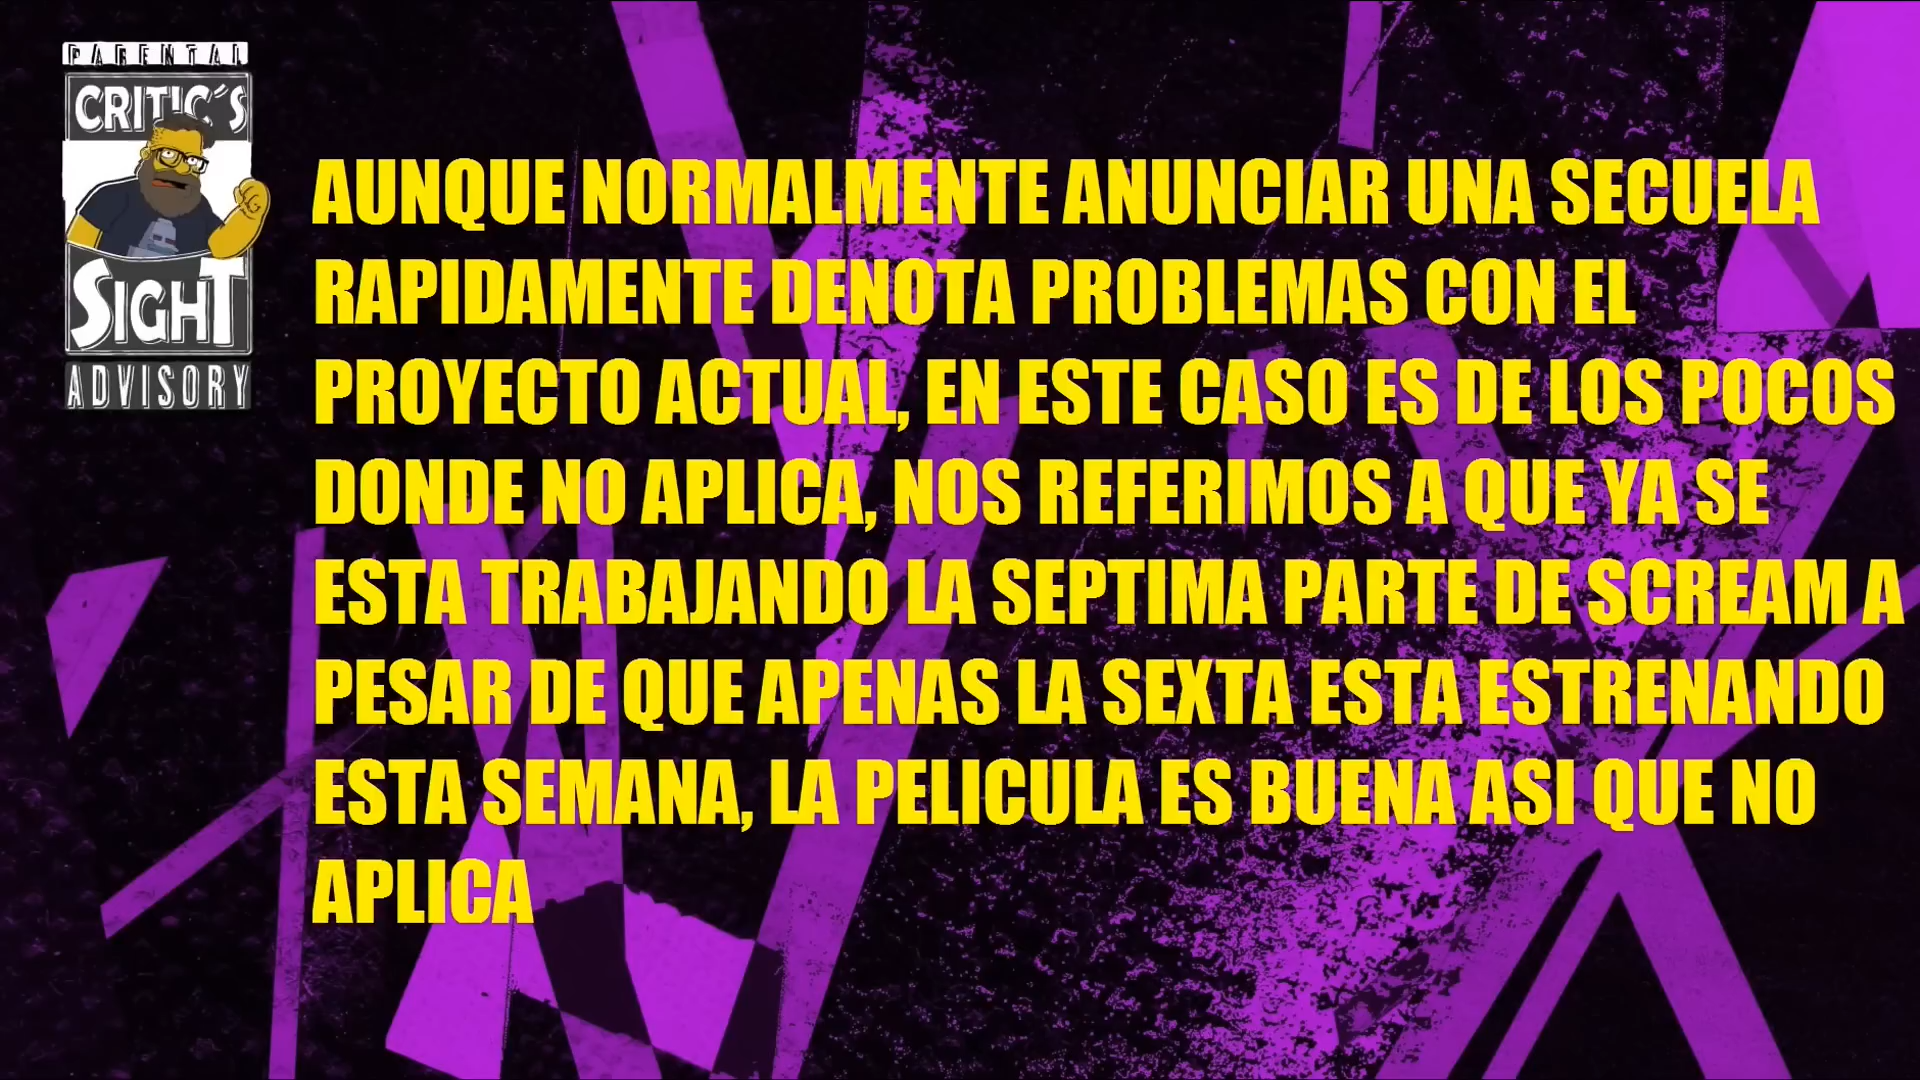 PARENTAL
CRITIC´S
SIGHT
ADVISORY
AUNQUE NORMALMENTE ANUNCIAR UNA SECUELA
RAPIDAMENTE DENOTA PROBLEMAS CON EL
PROYECTO ACTUAL, EN ESTE CASO ES DE LOS POCOS
DONDE NO APLICA, NOS REFERIMOS A QUE YA SE
ESTA TRABAJANDO LA SEPTIMA PARTE DE SCREAM A
PESAR DE QUE APENAS LA SEXTA ESTA ESTRENANDO
ESTA SEMANA, LA PELICULA ES BUENA ASI QUE NO
APLICA